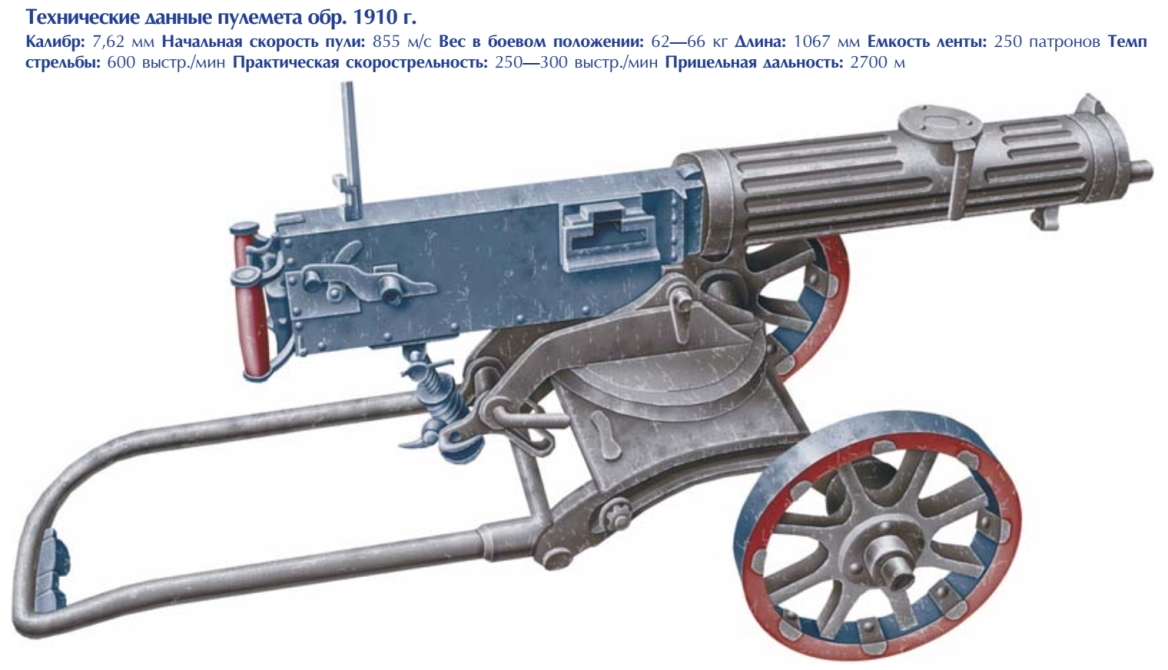 Технические данные пулемета обр. 1910 г.
Калибр: 7,62 мм Начальная скорость пули: 855 м/с Вес в боевом положении: 62—66 кг Длина: 1067 мм Емкость ленты: 250 патронов Темп
стрельбы: 600 выстр./мин Практическая скорострельность: 250—300 выстр./мин Прицельная дальность: 2700 м